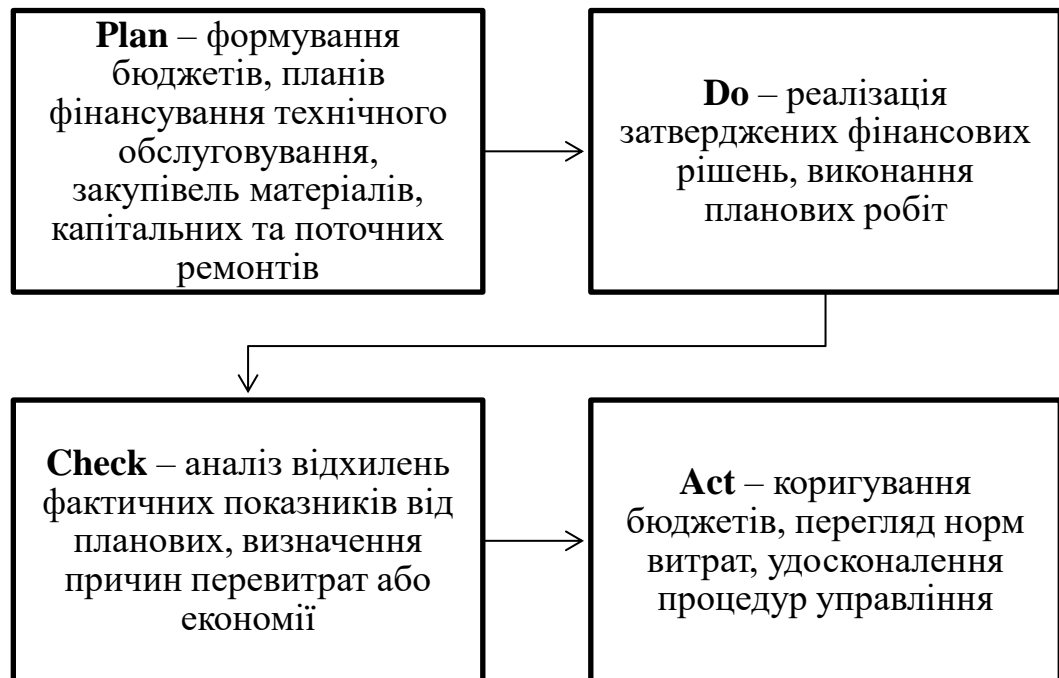 Plan – формування
бюджетів, планів
фінансування технічного
обслуговування,
закупівель матеріалів,
капітальних та поточних
ремонтів
Do – реалізація
затверджених фінансових
рішень, виконання
планових робіт
Check – аналіз відхилень
фактичних показників від
планових, визначення
причин перевитрат або
економії
Act – коригування
бюджетів, перегляд норм
витрат, удосконалення
процедур управління